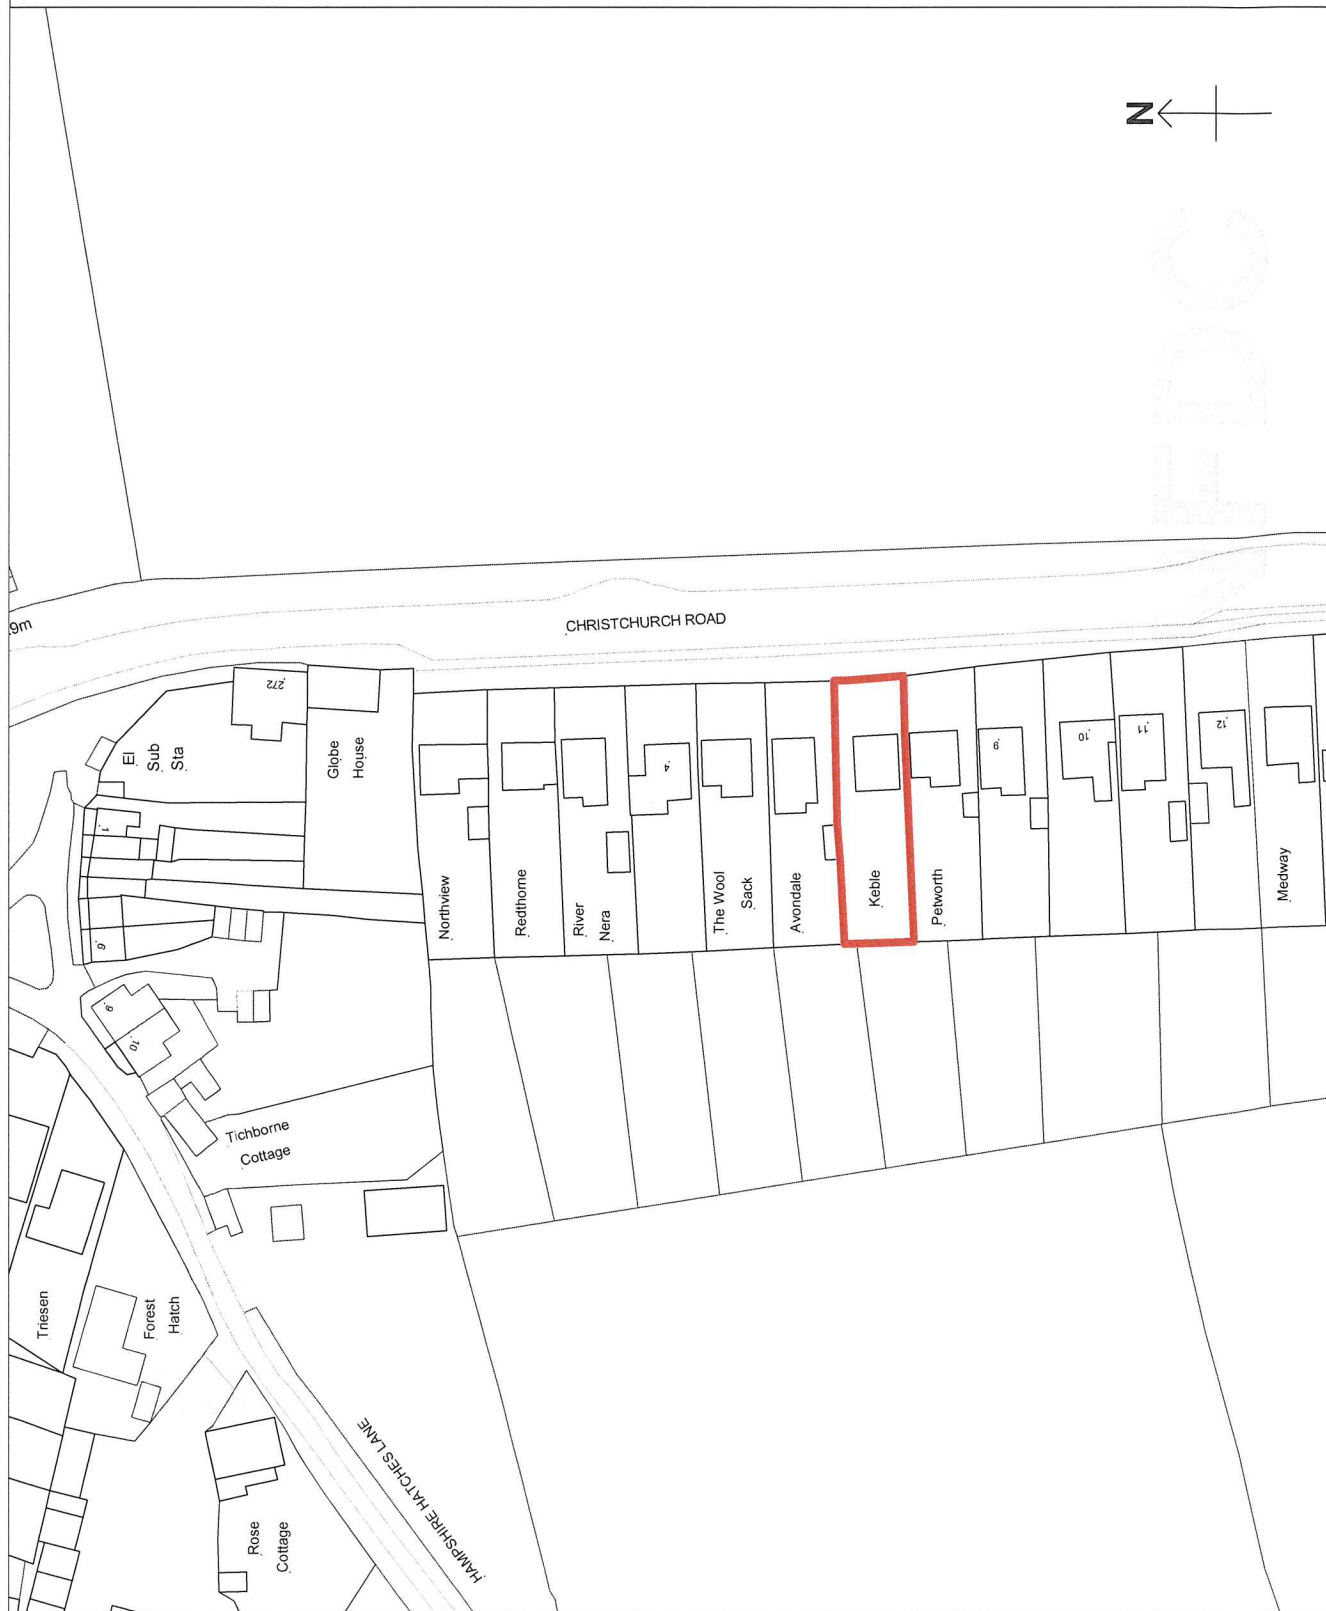 N
NFDC
.9m
CHRISTCHURCH ROAD
272
El
Sub
Sta
Globe
House
1
6
9
10
Northview
Redthorne
River
Nera
4
The Wool
Sack
Avondale
Keble
Petworth
9
10
11
12
Medway
Tichborne
Cottage
Triesen
Forest
Hatch
HAMPSHIRE HATCHES LANE
Rose
Cottage